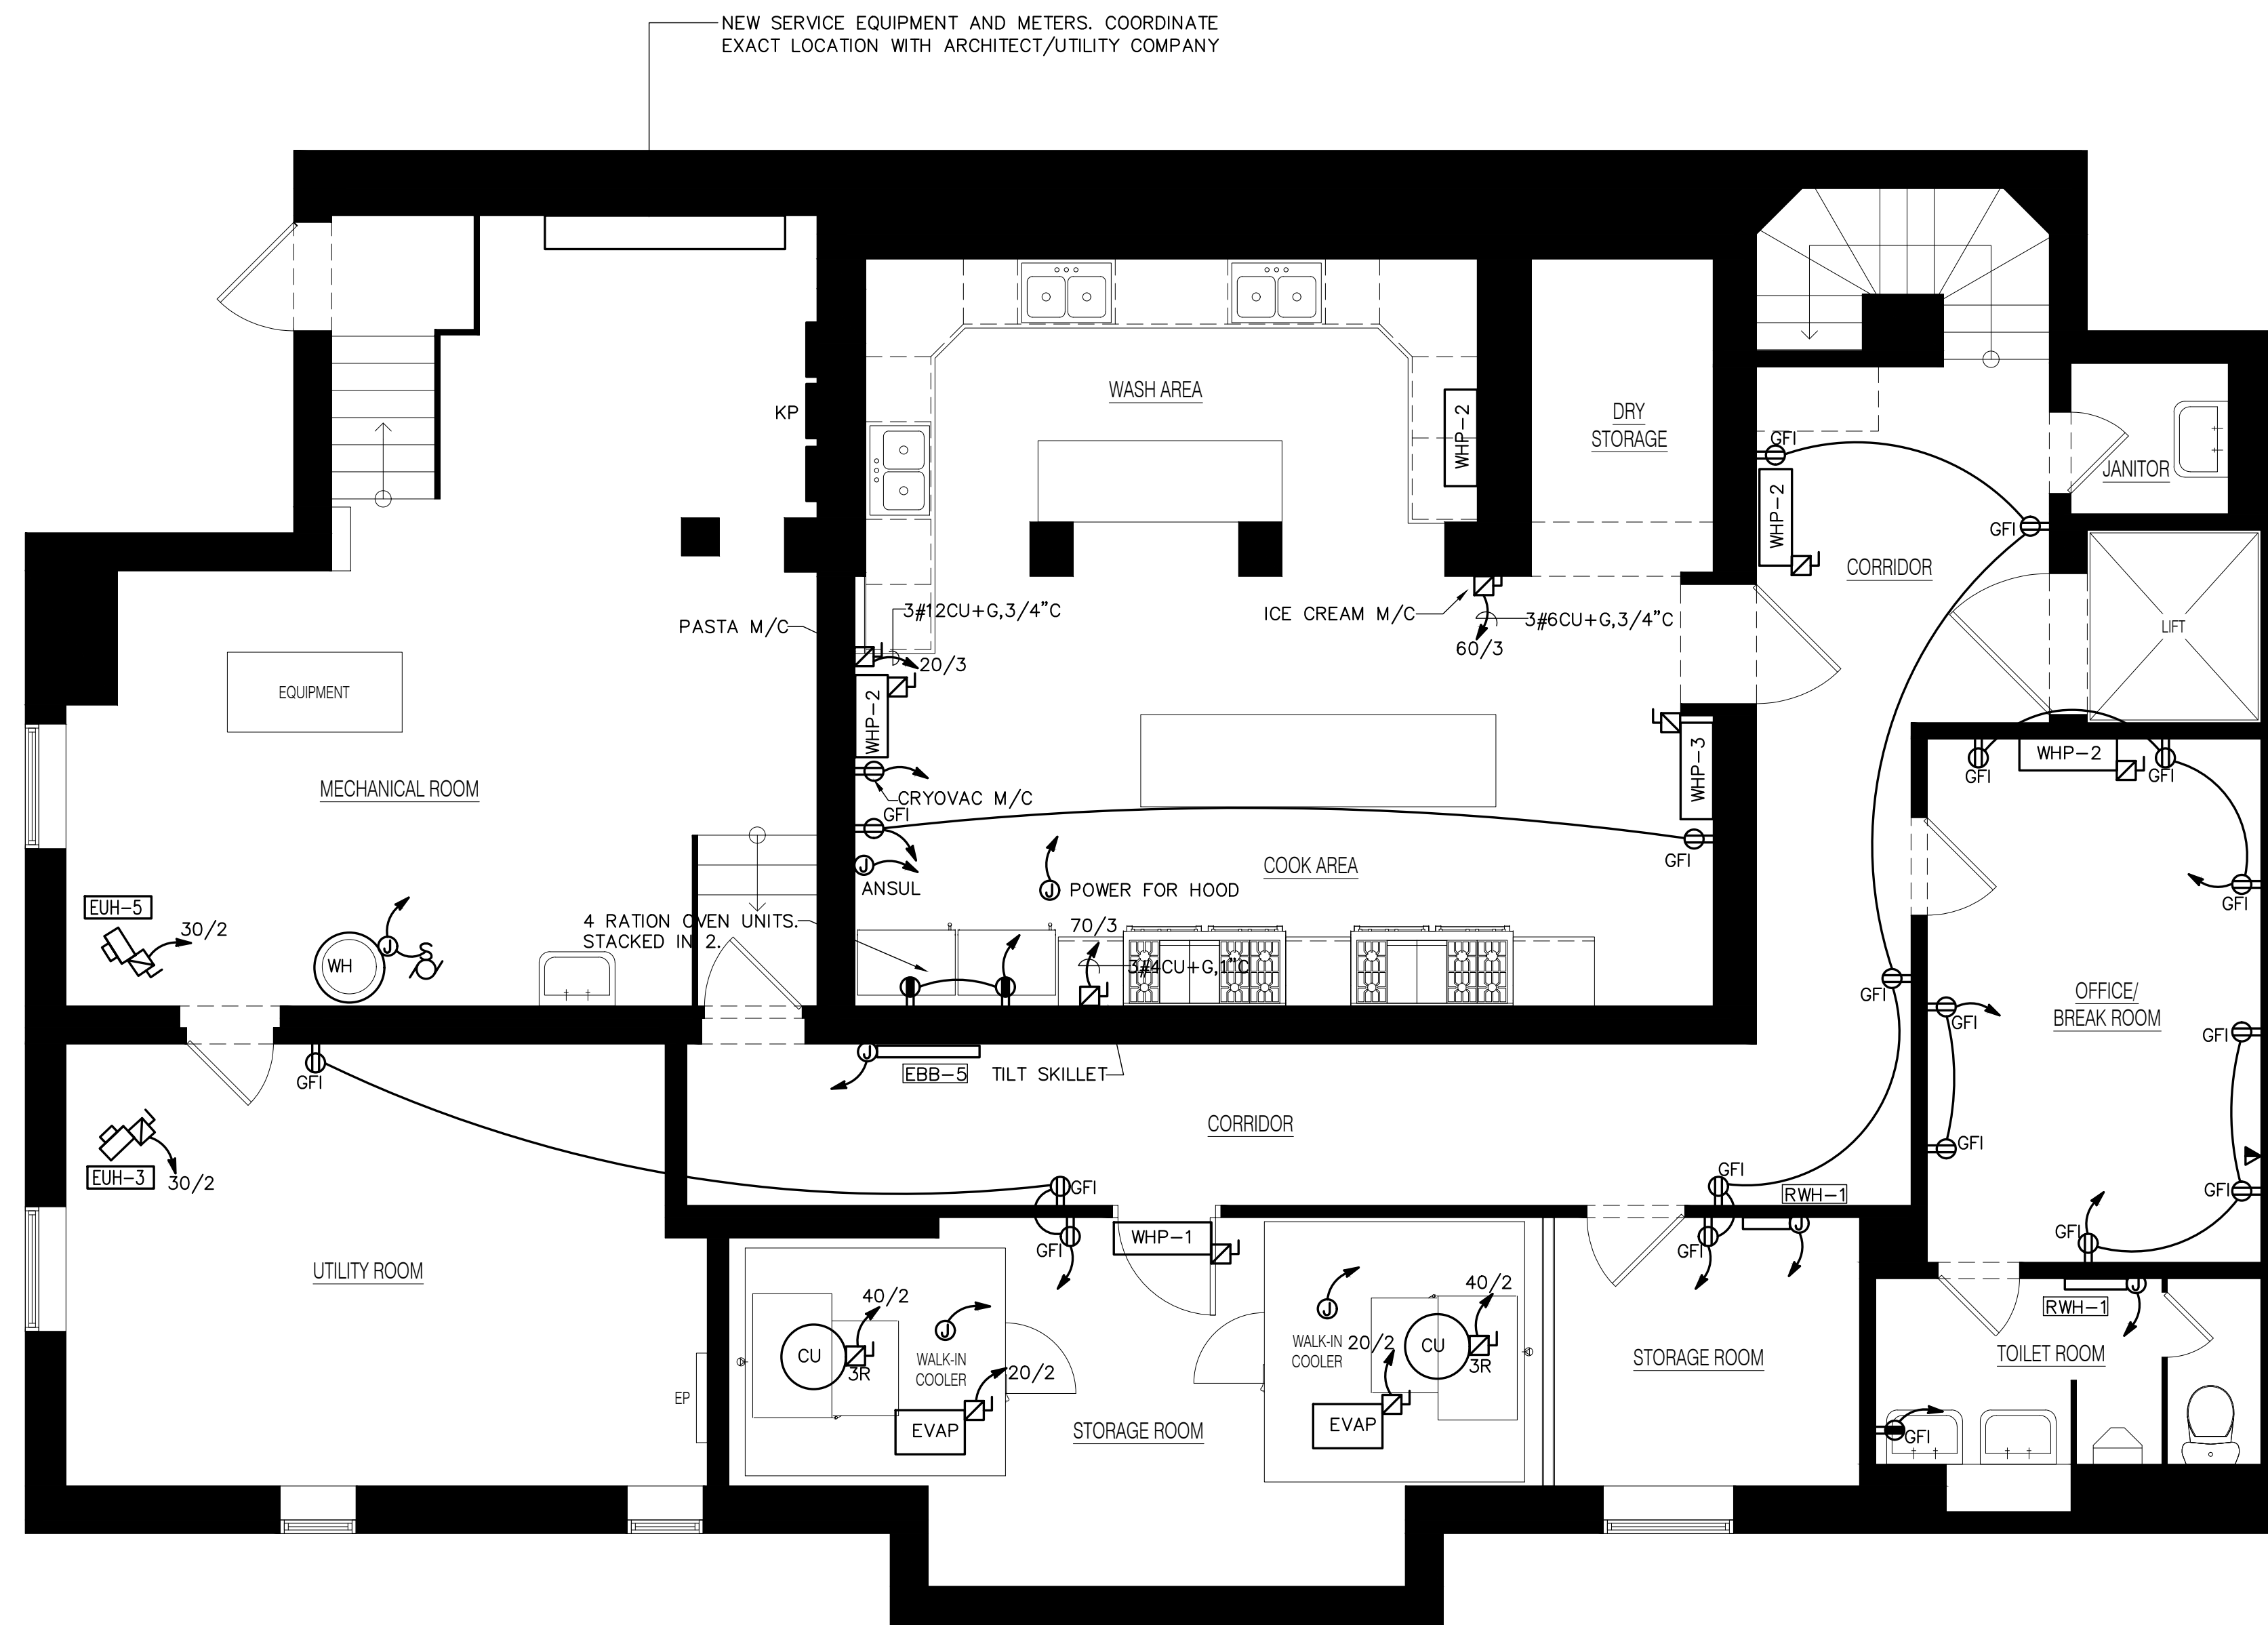 NEW SERVICE EQUIPMENT AND METERS. COORDINATE
EXACT LOCATION WITH ARCHITECT/UTILITY COMPANY
KP
WASH AREA
WHP-2
DRY
STORAGE
GFI
WHP-2
GFI
JANITOR
CORRIDOR
LIFT
PASTA M/C
3#12CU+G,3/4"C
20/3
ICE CREAM M/C
3#6CU+G,3/4"C
60/3
EQUIPMENT
MECHANICAL ROOM
WHP-2
CRYOVAC M/C
GFI
WHP-3
GFI
GFI
WHP-2
GFI
COOK AREA
ANSUL
POWER FOR HOOD
GFI
EUH-5
30/2
WH
S
4 RATION OVEN UNITS.
STACKED IN 2.
70/3
3#4CU+G,1"C
GFI
OFFICE/
BREAK ROOM
GFI
GFI
GFI
EBB-5
TILT SKILLET
CORRIDOR
GFI
EUH-3
30/2
GFI
GFI
RWH-1
GFI
GFI
WHP-1
GFI
GFI
UTILITY ROOM
40/2
CU
3R
WALK-IN
COOLER
20/2
EVAP
EP
STORAGE ROOM
WALK-IN
COOLER
20/2
40/2
CU
3R
EVAP
STORAGE ROOM
RWH-1
TOILET ROOM
GFI
J
J
J
J
J
J
J
J